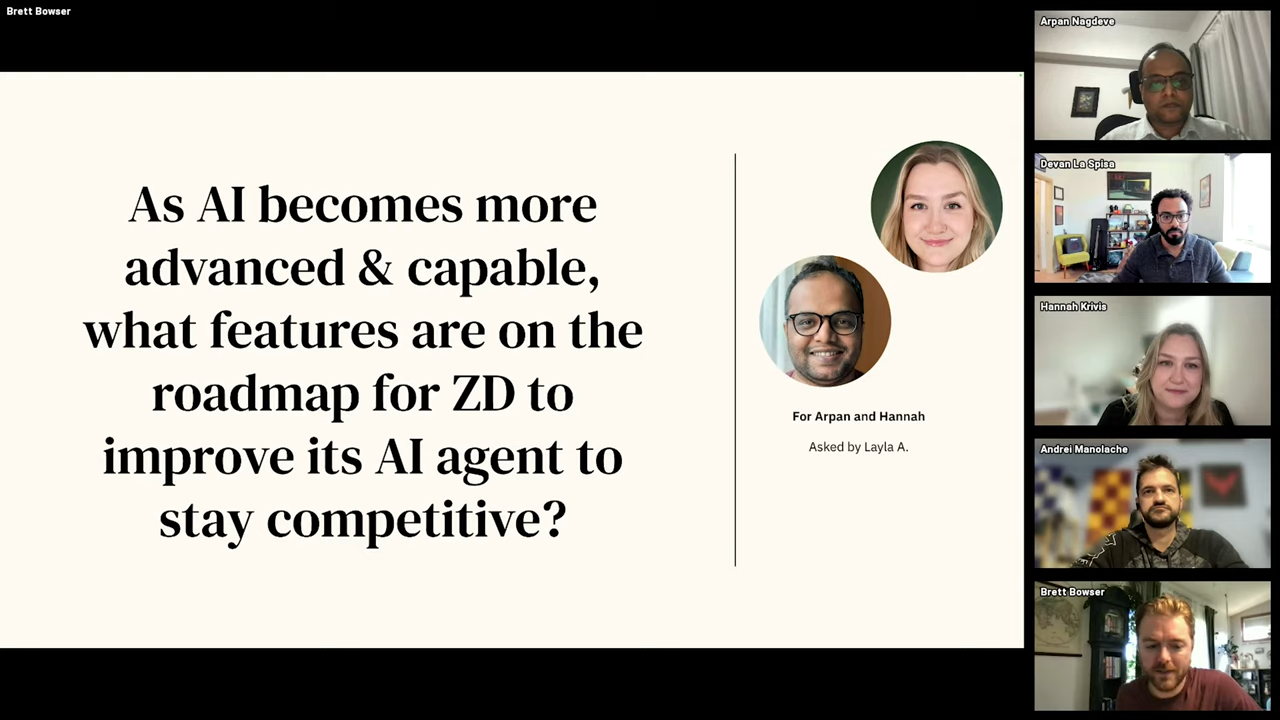 Brett Bowser
As AI becomes more
advanced & capable,
what features are on the
roadmap for ZD to
improve its AI agent to
stay competitive?
For Arpan and Hannah
Asked by Layla A.
Arpan Nagdeve
Devan La Spisa
Hannah Krivis
Andrei Manolache
Brett Bowser